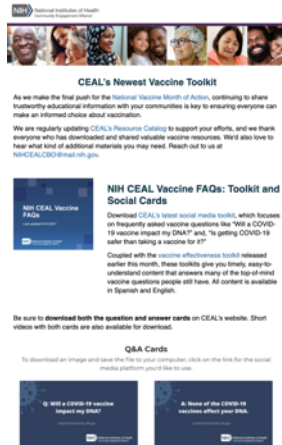 NIH National Institutes of Health
Community Engagement Alliance
CEAL's Newest Vaccine Toolkit
As we make the final push for the National Vaccine Month of Action, continuing to share
trustworthy educational information with your communities is key to ensuring everyone can
make an informed choice about vaccination.
We are regularly updating CEAL's Resource Catalog to support your efforts, and we thank
everyone who has downloaded and shared valuable vaccine resources. We'd also love to
hear what kind of additional materials you may need. Reach out to us at
NIHCEALCBO@mail.nih.gov.
NIH CEAL Vaccine
FAQs
NIH CEAL Vaccine FAQs: Toolkit and
Social Cards
Download CEAL's latest social media toolkit, which focuses
on frequently asked vaccine questions like "Will a COVID-
19 vaccine impact my DNA?" and, "Is getting COVID-19
safer than taking a vaccine for it?"
Coupled with the vaccine effectiveness toolkit released
earlier this month, these toolkits give you timely, easy-to-
understand content that answers many of the top-of-mind
vaccine questions people still have. All content is available
in Spanish and English.
Be sure to download both the question and answer cards on CEAL's website. Short
videos with both cards are also available for download.
Q&A Cards
To download an image and save the file to your computer, click on the link for the social
media platform you'd like to use.
Q: Will a COVID-19 vaccine
impact my DNA?
A: None of the COVID-19
vaccines affect your DNA.